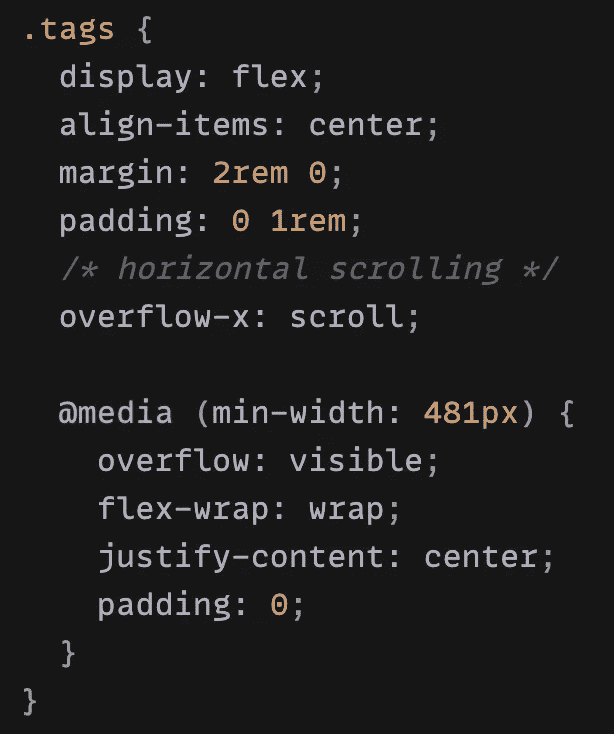 .tags {
  display: flex;
  align-items: center;
  margin: 2rem 0;
  padding: 0 1rem;
  /* horizontal scrolling */
  overflow-x: scroll;

  @media (min-width: 481px) {
    overflow: visible;
    flex-wrap: wrap;
    justify-content: center;
    padding: 0;
  }
}